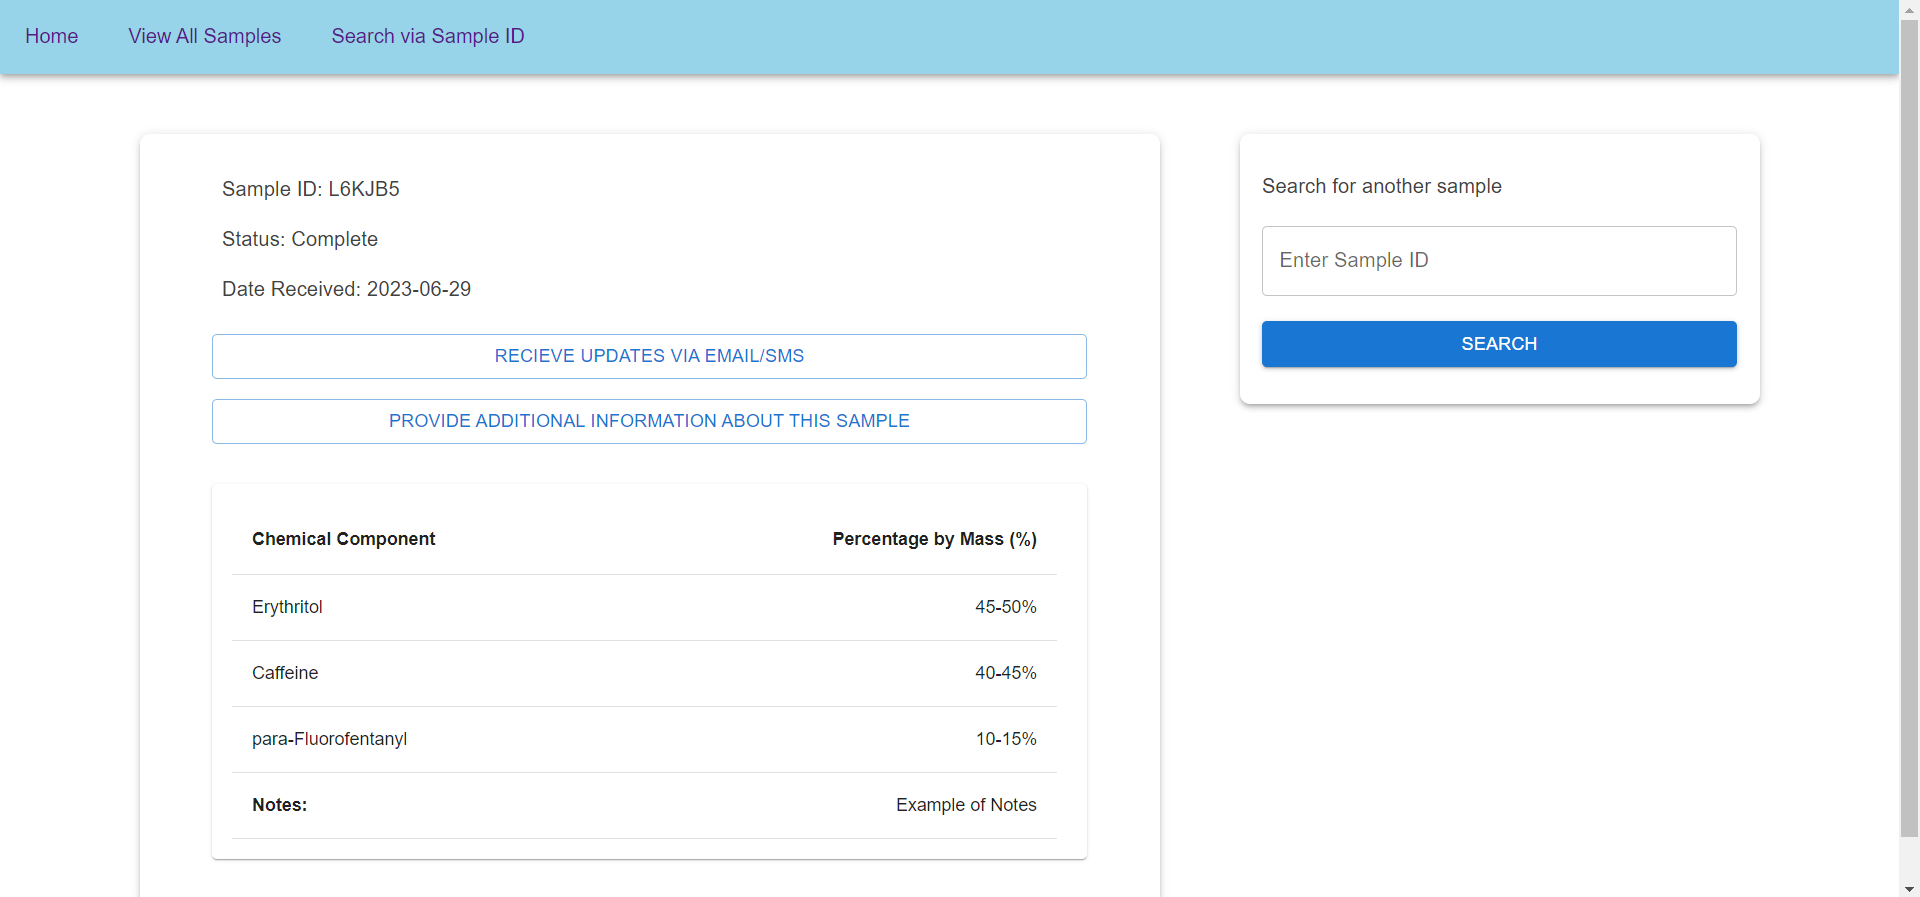 Home View All Samples Search via Sample ID
Sample ID: L6KJB5
Status: Complete
Date Received: 2023-06-29
RECIEVE UPDATES VIA EMAIL/SMS
PROVIDE ADDITIONAL INFORMATION ABOUT THIS SAMPLE
Chemical Component Percentage by Mass (%)
Erythritol 45-50%
Caffeine 40-45%
para-Fluorofentanyl 10-15%
Notes: Example of Notes
Search for another sample
Enter Sample ID
SEARCH